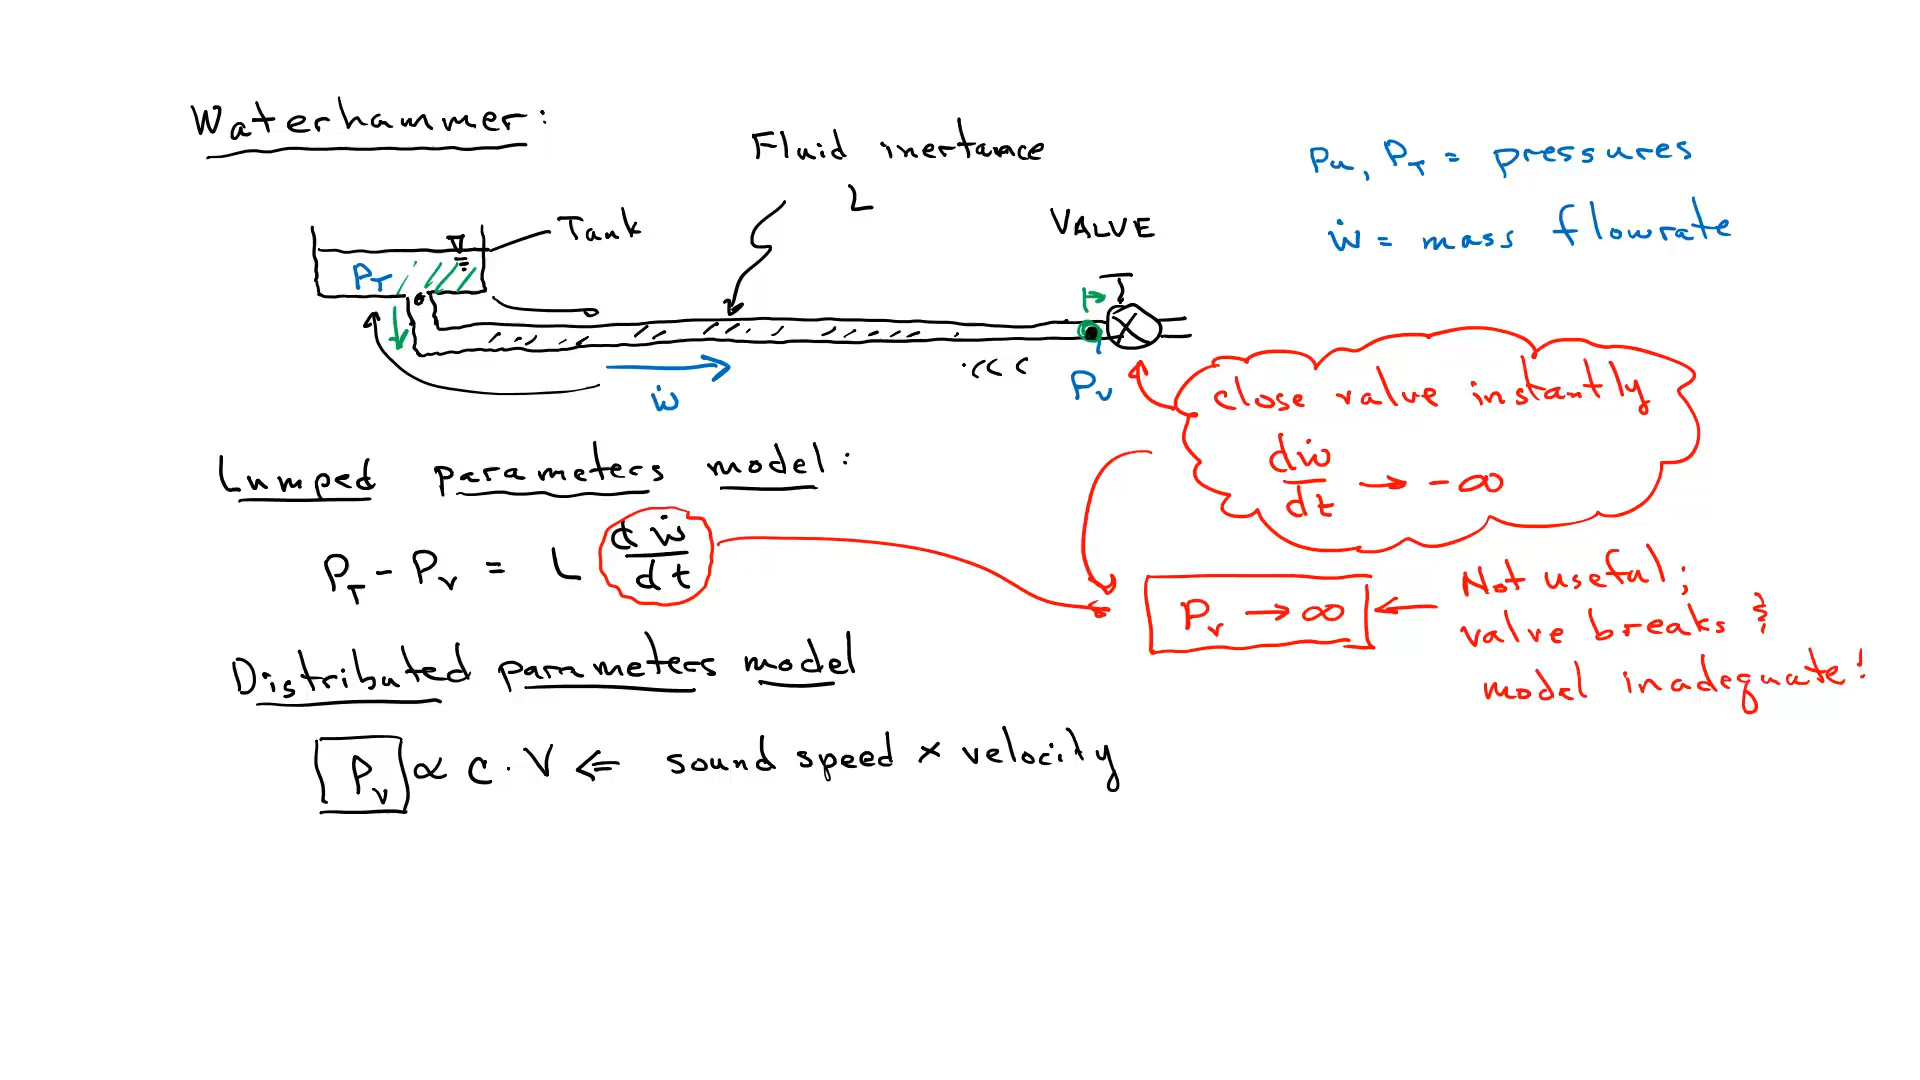 Waterhammer:
Fluid inertance
L
Pu, PT = pressures
ẇ = mass flowrate
Tank
VALVE
PT
ẇ
Pv
close value instantly
dẇ/dt → -∞
Lumped parameters model:
PT - Pv = L dẇ/dt
Pv → ∞
Not useful;
valve breaks &
model inadequate!
Distributed parameters model
Pv ∝ c · V ⇐ sound speed × velocity